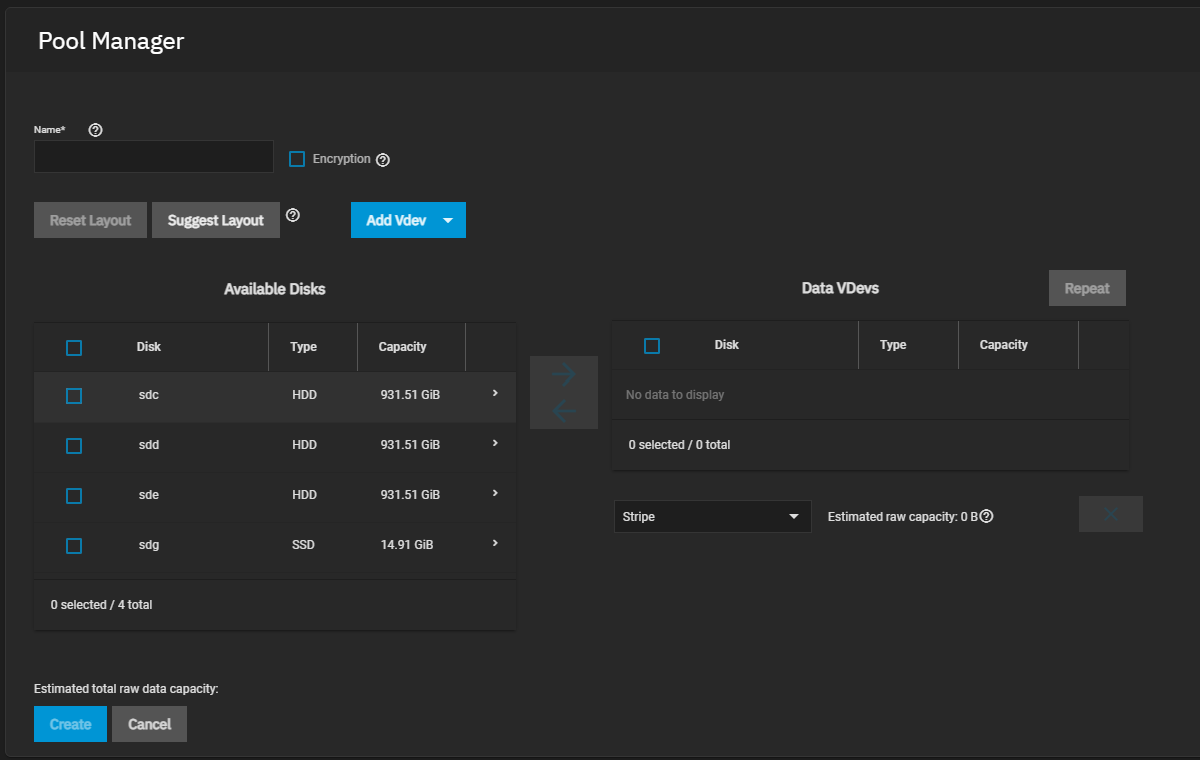 Pool Manager
Name*
Encryption
Reset Layout Suggest Layout Add Vdev
Available Disks
Disk Type Capacity
sdc HDD 931.51 GiB
sdd HDD 931.51 GiB
sde HDD 931.51 GiB
sdg SSD 14.91 GiB
0 selected / 4 total
Data VDevs Repeat
Disk Type Capacity
No data to display
0 selected / 0 total
Stripe Estimated raw capacity: 0 B
Estimated total raw data capacity:
Create Cancel